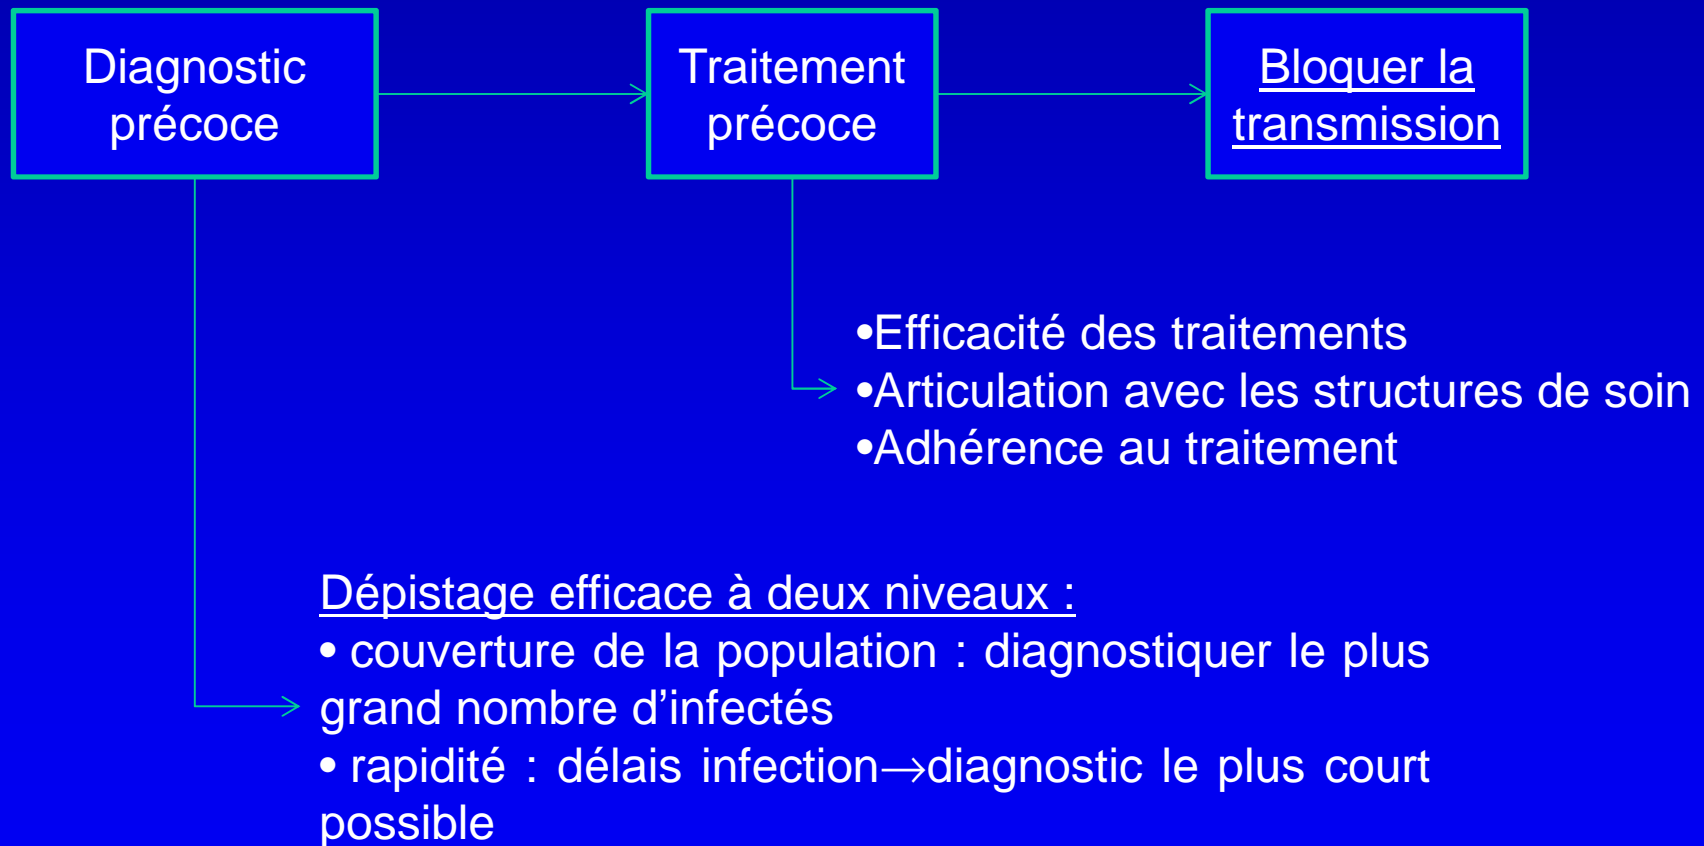 Diagnostic
précoce
Traitement
précoce
Bloquer la
transmission
•Efficacité des traitements
•Articulation avec les structures de soin
•Adhérence au traitement
Dépistage efficace à deux niveaux :
• couverture de la population : diagnostiquer le plus
grand nombre d’infectés
• rapidité : délais infection→diagnostic le plus court
possible